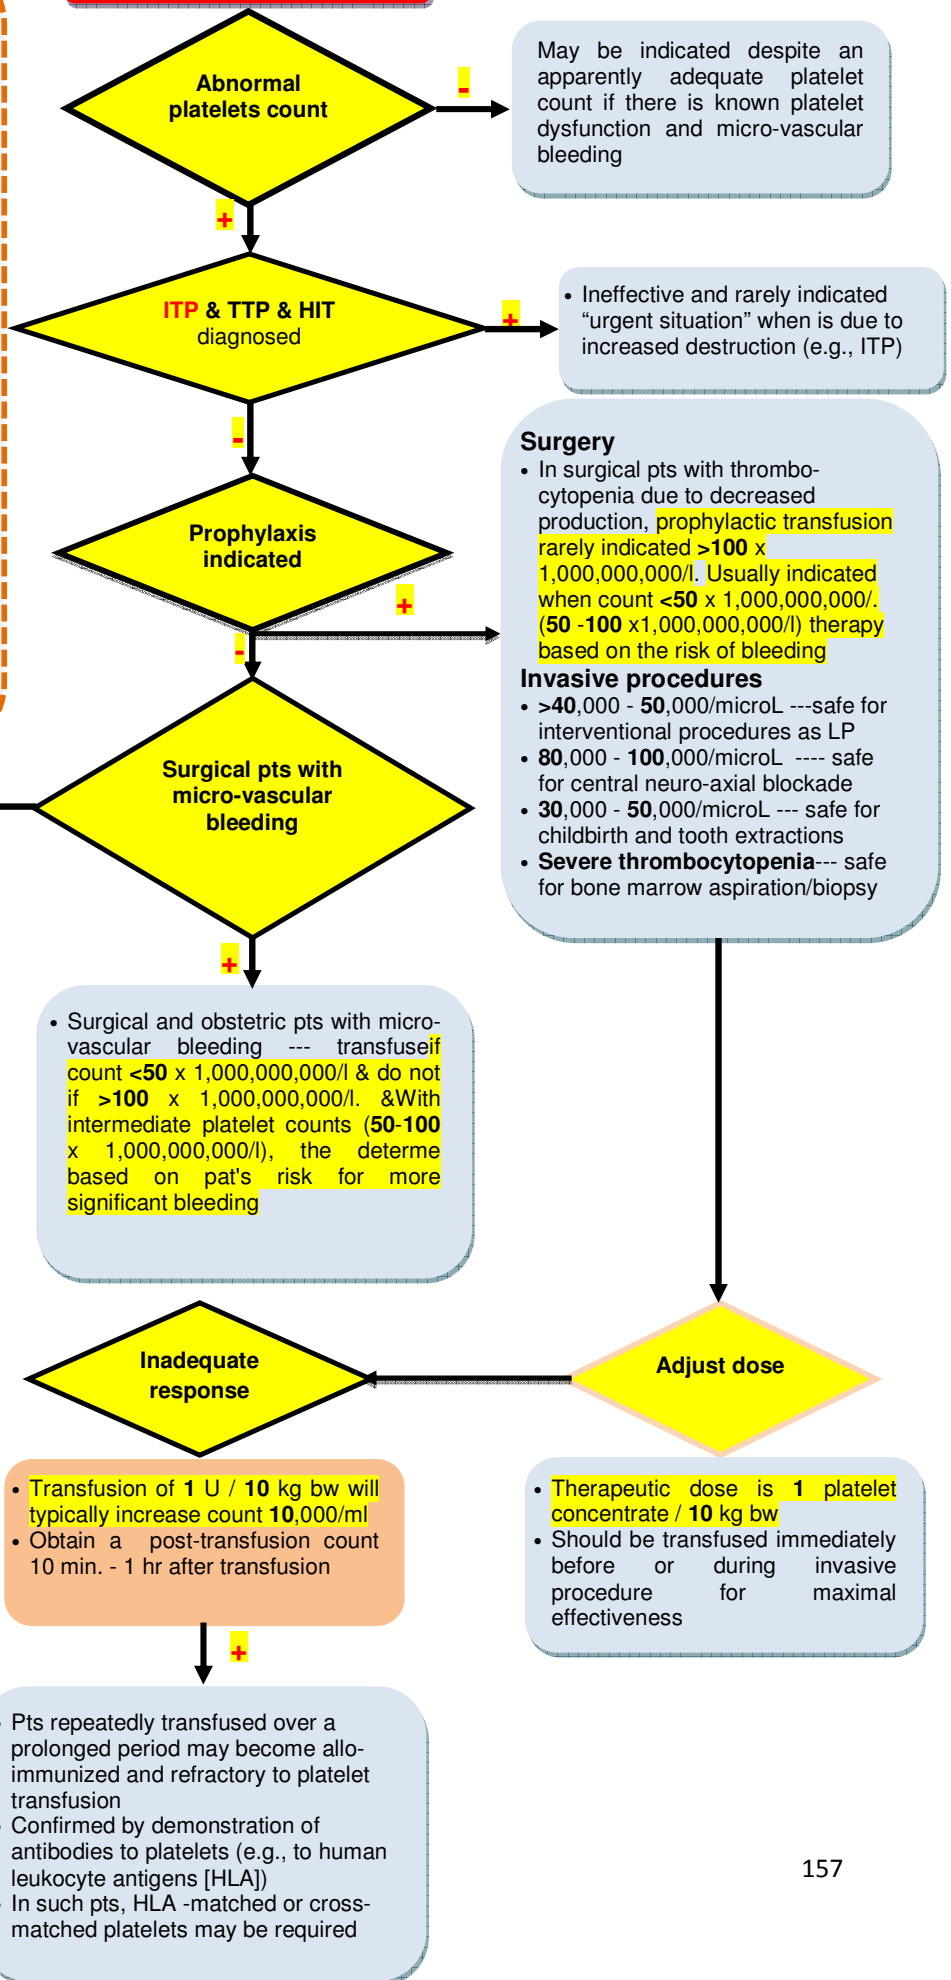 Abnormal
platelets count
-
May be indicated despite an
apparently adequate platelet
count if there is known platelet
dysfunction and micro-vascular
bleeding
+
ITP & TTP & HIT
diagnosed
+
• Ineffective and rarely indicated
“urgent situation” when is due to
increased destruction (e.g., ITP)
-
Prophylaxis
indicated
+
Surgery
• In surgical pts with thrombo-
cytopenia due to decreased
production, prophylactic transfusion
rarely indicated >100 x
1,000,000,000/l. Usually indicated
when count <50 x 1,000,000,000/.
(50 -100 x1,000,000,000/l) therapy
based on the risk of bleeding
Invasive procedures
• >40,000 - 50,000/microL ---safe for
interventional procedures as LP
• 80,000 - 100,000/microL ---- safe
for central neuro-axial blockade
• 30,000 - 50,000/microL --- safe for
childbirth and tooth extractions
• Severe thrombocytopenia--- safe
for bone marrow aspiration/biopsy
-
Surgical pts with
micro-vascular
bleeding
+
• Surgical and obstetric pts with micro-
vascular bleeding --- transfuseif
count <50 x 1,000,000,000/l & do not
if >100 x 1,000,000,000/l. &With
intermediate platelet counts (50-100
x 1,000,000,000/l), the determe
based on pat's risk for more
significant bleeding
Inadequate
response
Adjust dose
• Transfusion of 1 U / 10 kg bw will
typically increase count 10,000/ml
• Obtain a post-transfusion count
10 min. - 1 hr after transfusion
• Therapeutic dose is 1 platelet
concentrate / 10 kg bw
• Should be transfused immediately
before or during invasive
procedure for maximal
effectiveness
+
• Pts repeatedly transfused over a
prolonged period may become allo-
immunized and refractory to platelet
transfusion
• Confirmed by demonstration of
antibodies to platelets (e.g., to human
leukocyte antigens [HLA])
• In such pts, HLA -matched or cross-
matched platelets may be required
157